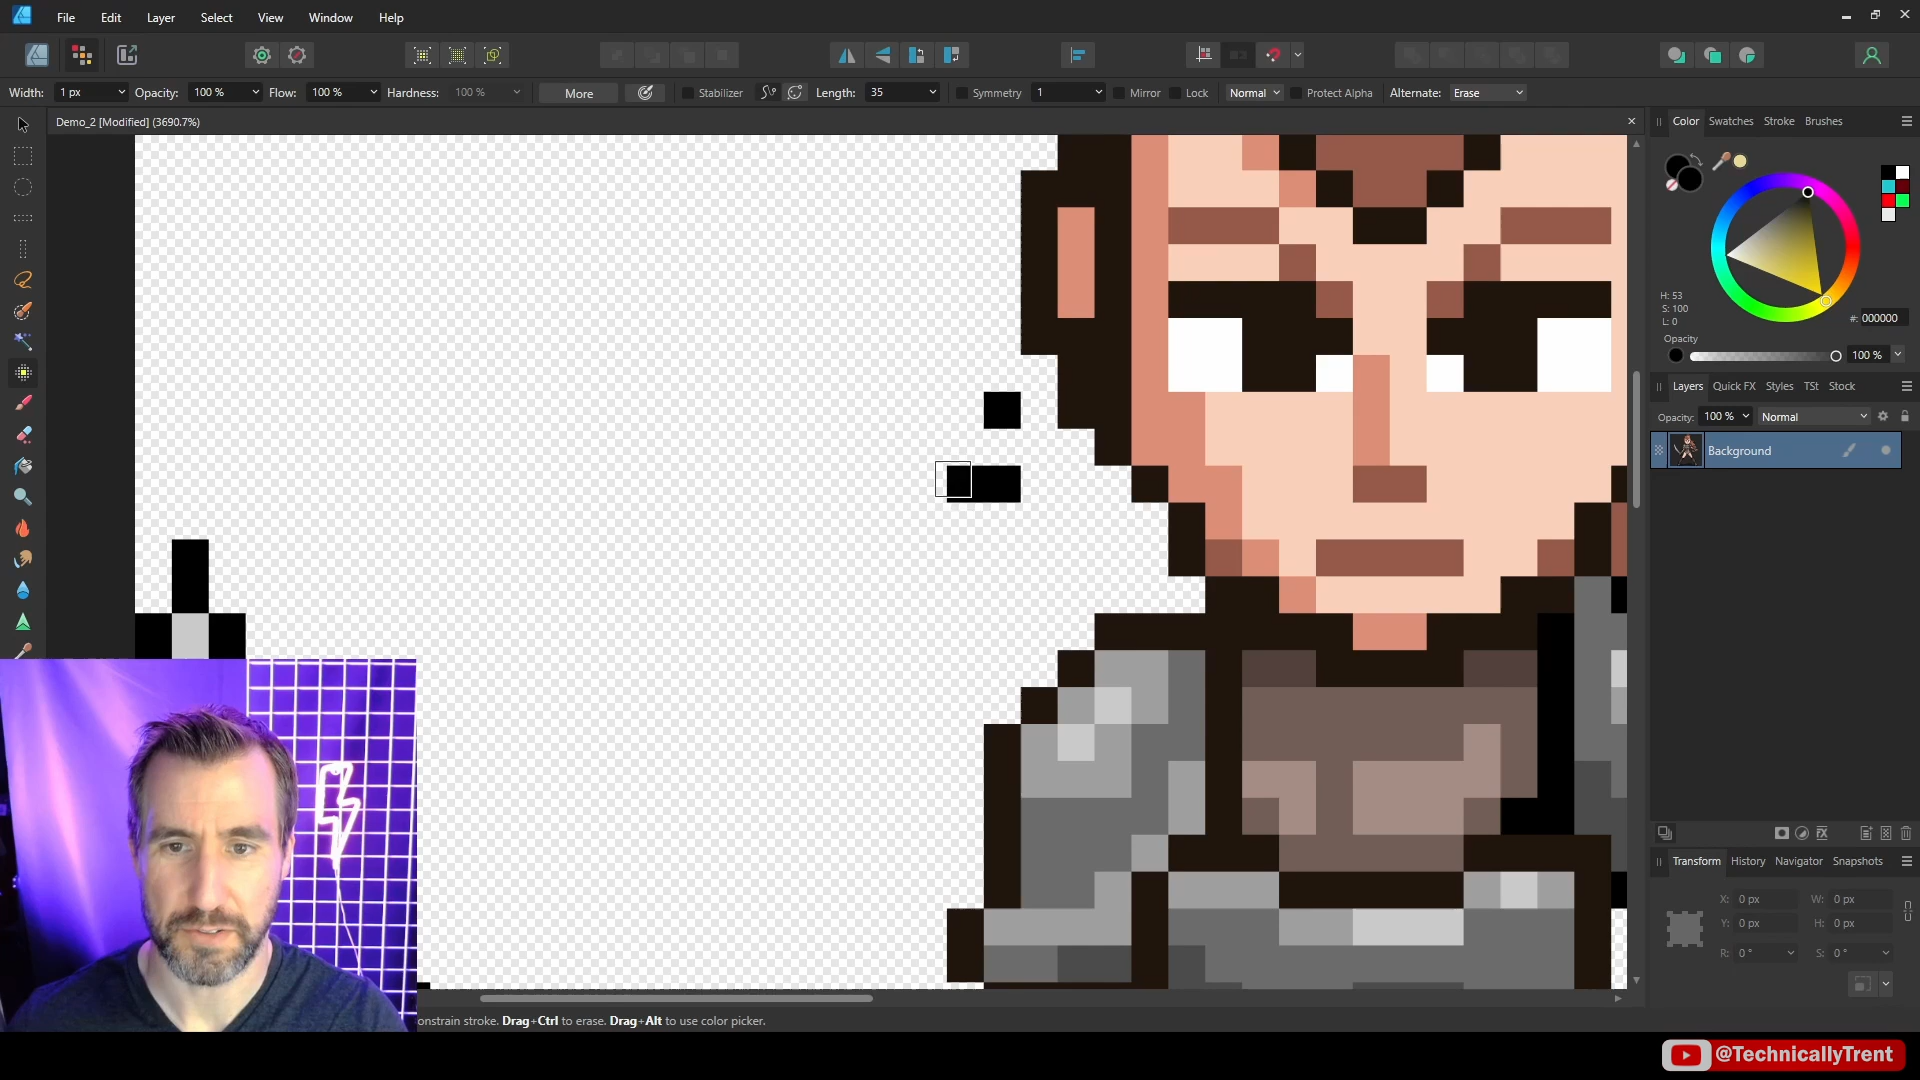 File Edit Layer Select View Window Help
Width: 1 px Opacity: 100 % Flow: 100 % Hardness: 100 % More Stabilizer Length: 35 Symmetry 1 Mirror Lock Normal Protect Alpha Alternate: Erase
Demo_2 [Modified] (3690.7%)
Color Swatches Stroke Brushes
H: 53
S: 100
L: 0
#: 000000
Opacity
100 %
Layers Quick FX Styles TSt Stock
Opacity: 100 % Normal
Background
Transform History Navigator Snapshots
X: 0 px W: 0 px
Y: 0 px H: 0 px
R: 0 ° S: 0 °
onstrain stroke. Drag+Ctrl to erase. Drag+Alt to use color picker.
@TechnicallyTrent